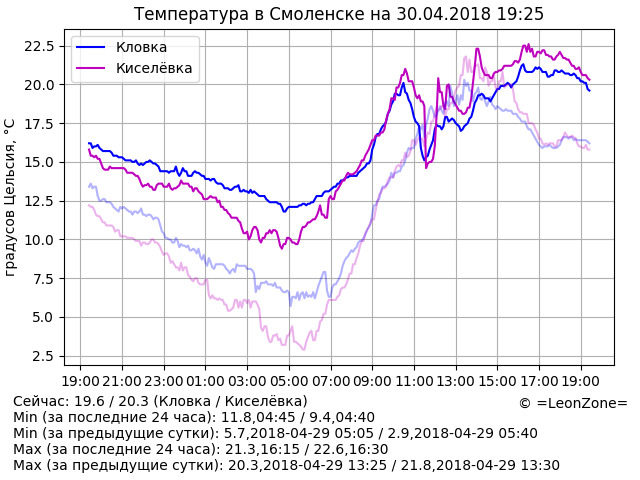 Температура в Смоленске на 30.04.2018 19:25
Кловка
Киселёвка
градусов Цельсия, °C
22.5
20.0
17.5
15.0
12.5
10.0
7.5
5.0
2.5
19:00 21:00 23:00 01:00 03:00 05:00 07:00 09:00 11:00 13:00 15:00 17:00 19:00
Сейчас: 19.6 / 20.3 (Кловка / Киселёвка)
© =LeonZone=
Min (за последние 24 часа): 11.8,04:45 / 9.4,04:40
Min (за предыдущие сутки): 5.7,2018-04-29 05:05 / 2.9,2018-04-29 05:40
Max (за последние 24 часа): 21.3,16:15 / 22.6,16:30
Max (за предыдущие сутки): 20.3,2018-04-29 13:25 / 21.8,2018-04-29 13:30